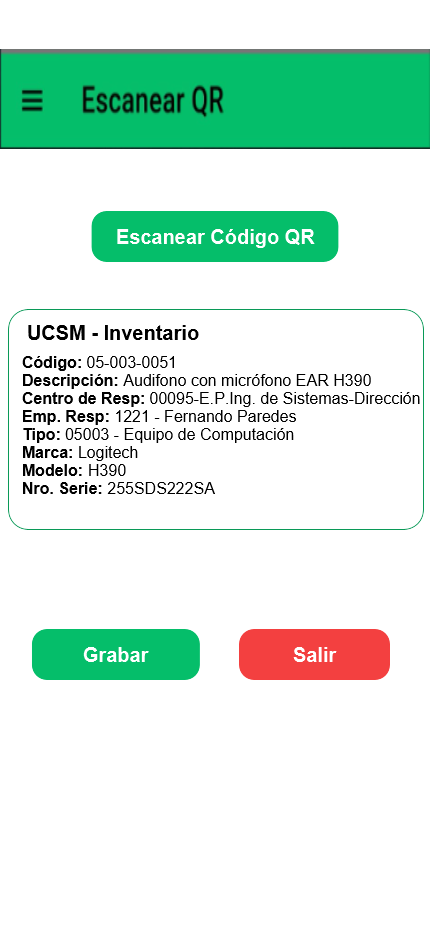 Escanear QR
Escanear Código QR
UCSM - Inventario
Código: 05-003-0051
Descripción: Audifono con micrófono EAR H390
Centro de Resp: 00095-E.P.Ing. de Sistemas-Dirección
Emp. Resp: 1221 - Fernando Paredes
Tipo: 05003 - Equipo de Computación
Marca: Logitech
Modelo: H390
Nro. Serie: 255SDS222SA
Grabar
Salir